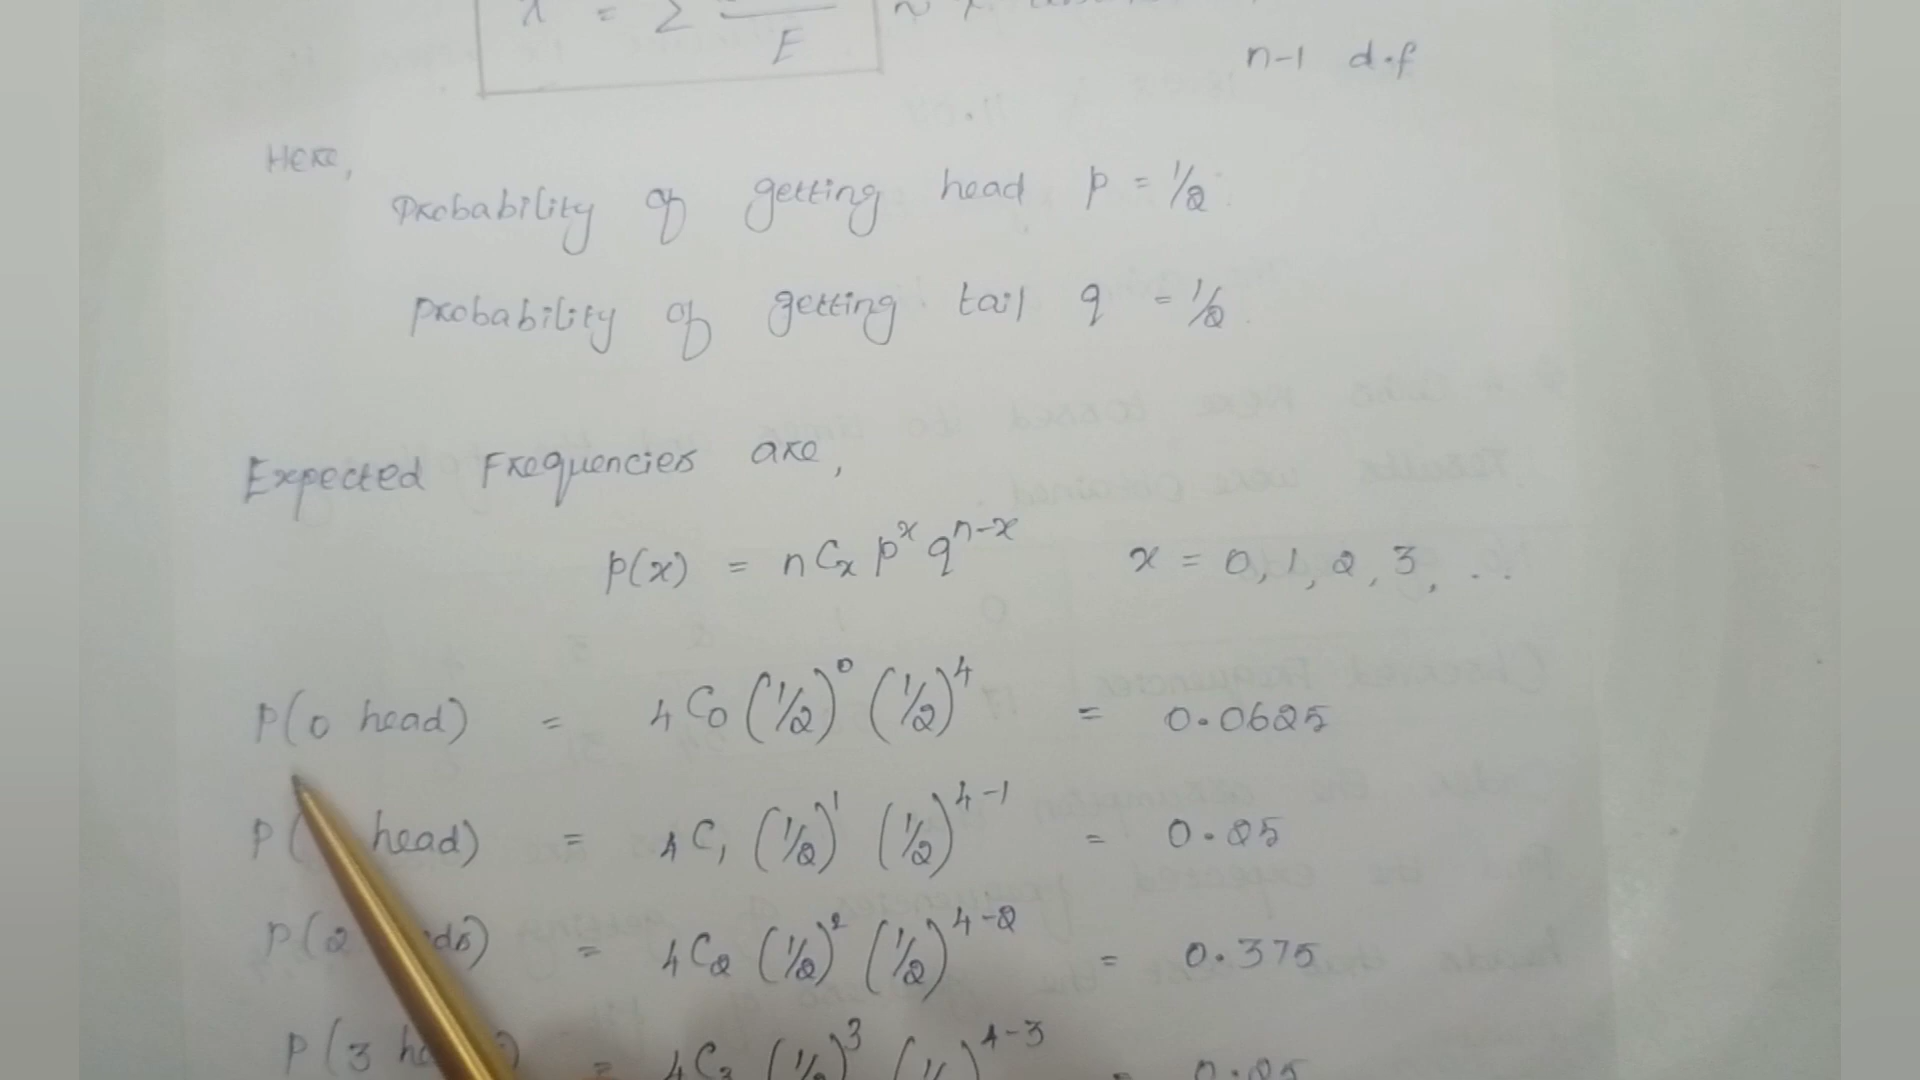 n-1 d.f
Here,
Probability of getting head p = 1/2
probability of getting tail q = 1/2
Expected Frequencies are,
p(x) = nCx p^x q^n-x x = 0, 1, 2, 3, ..
P(0 head) = 4C0 (1/2)^0 (1/2)^4 = 0.0625
P( head) = 4C1 (1/2)^1 (1/2)^4-1 = 0.25
P(2 = 4C2 (1/2)^2 (1/2)^4-2 = 0.375
P(3 = 4C3 (1/2)^3 ( )^4-3 = 0.25